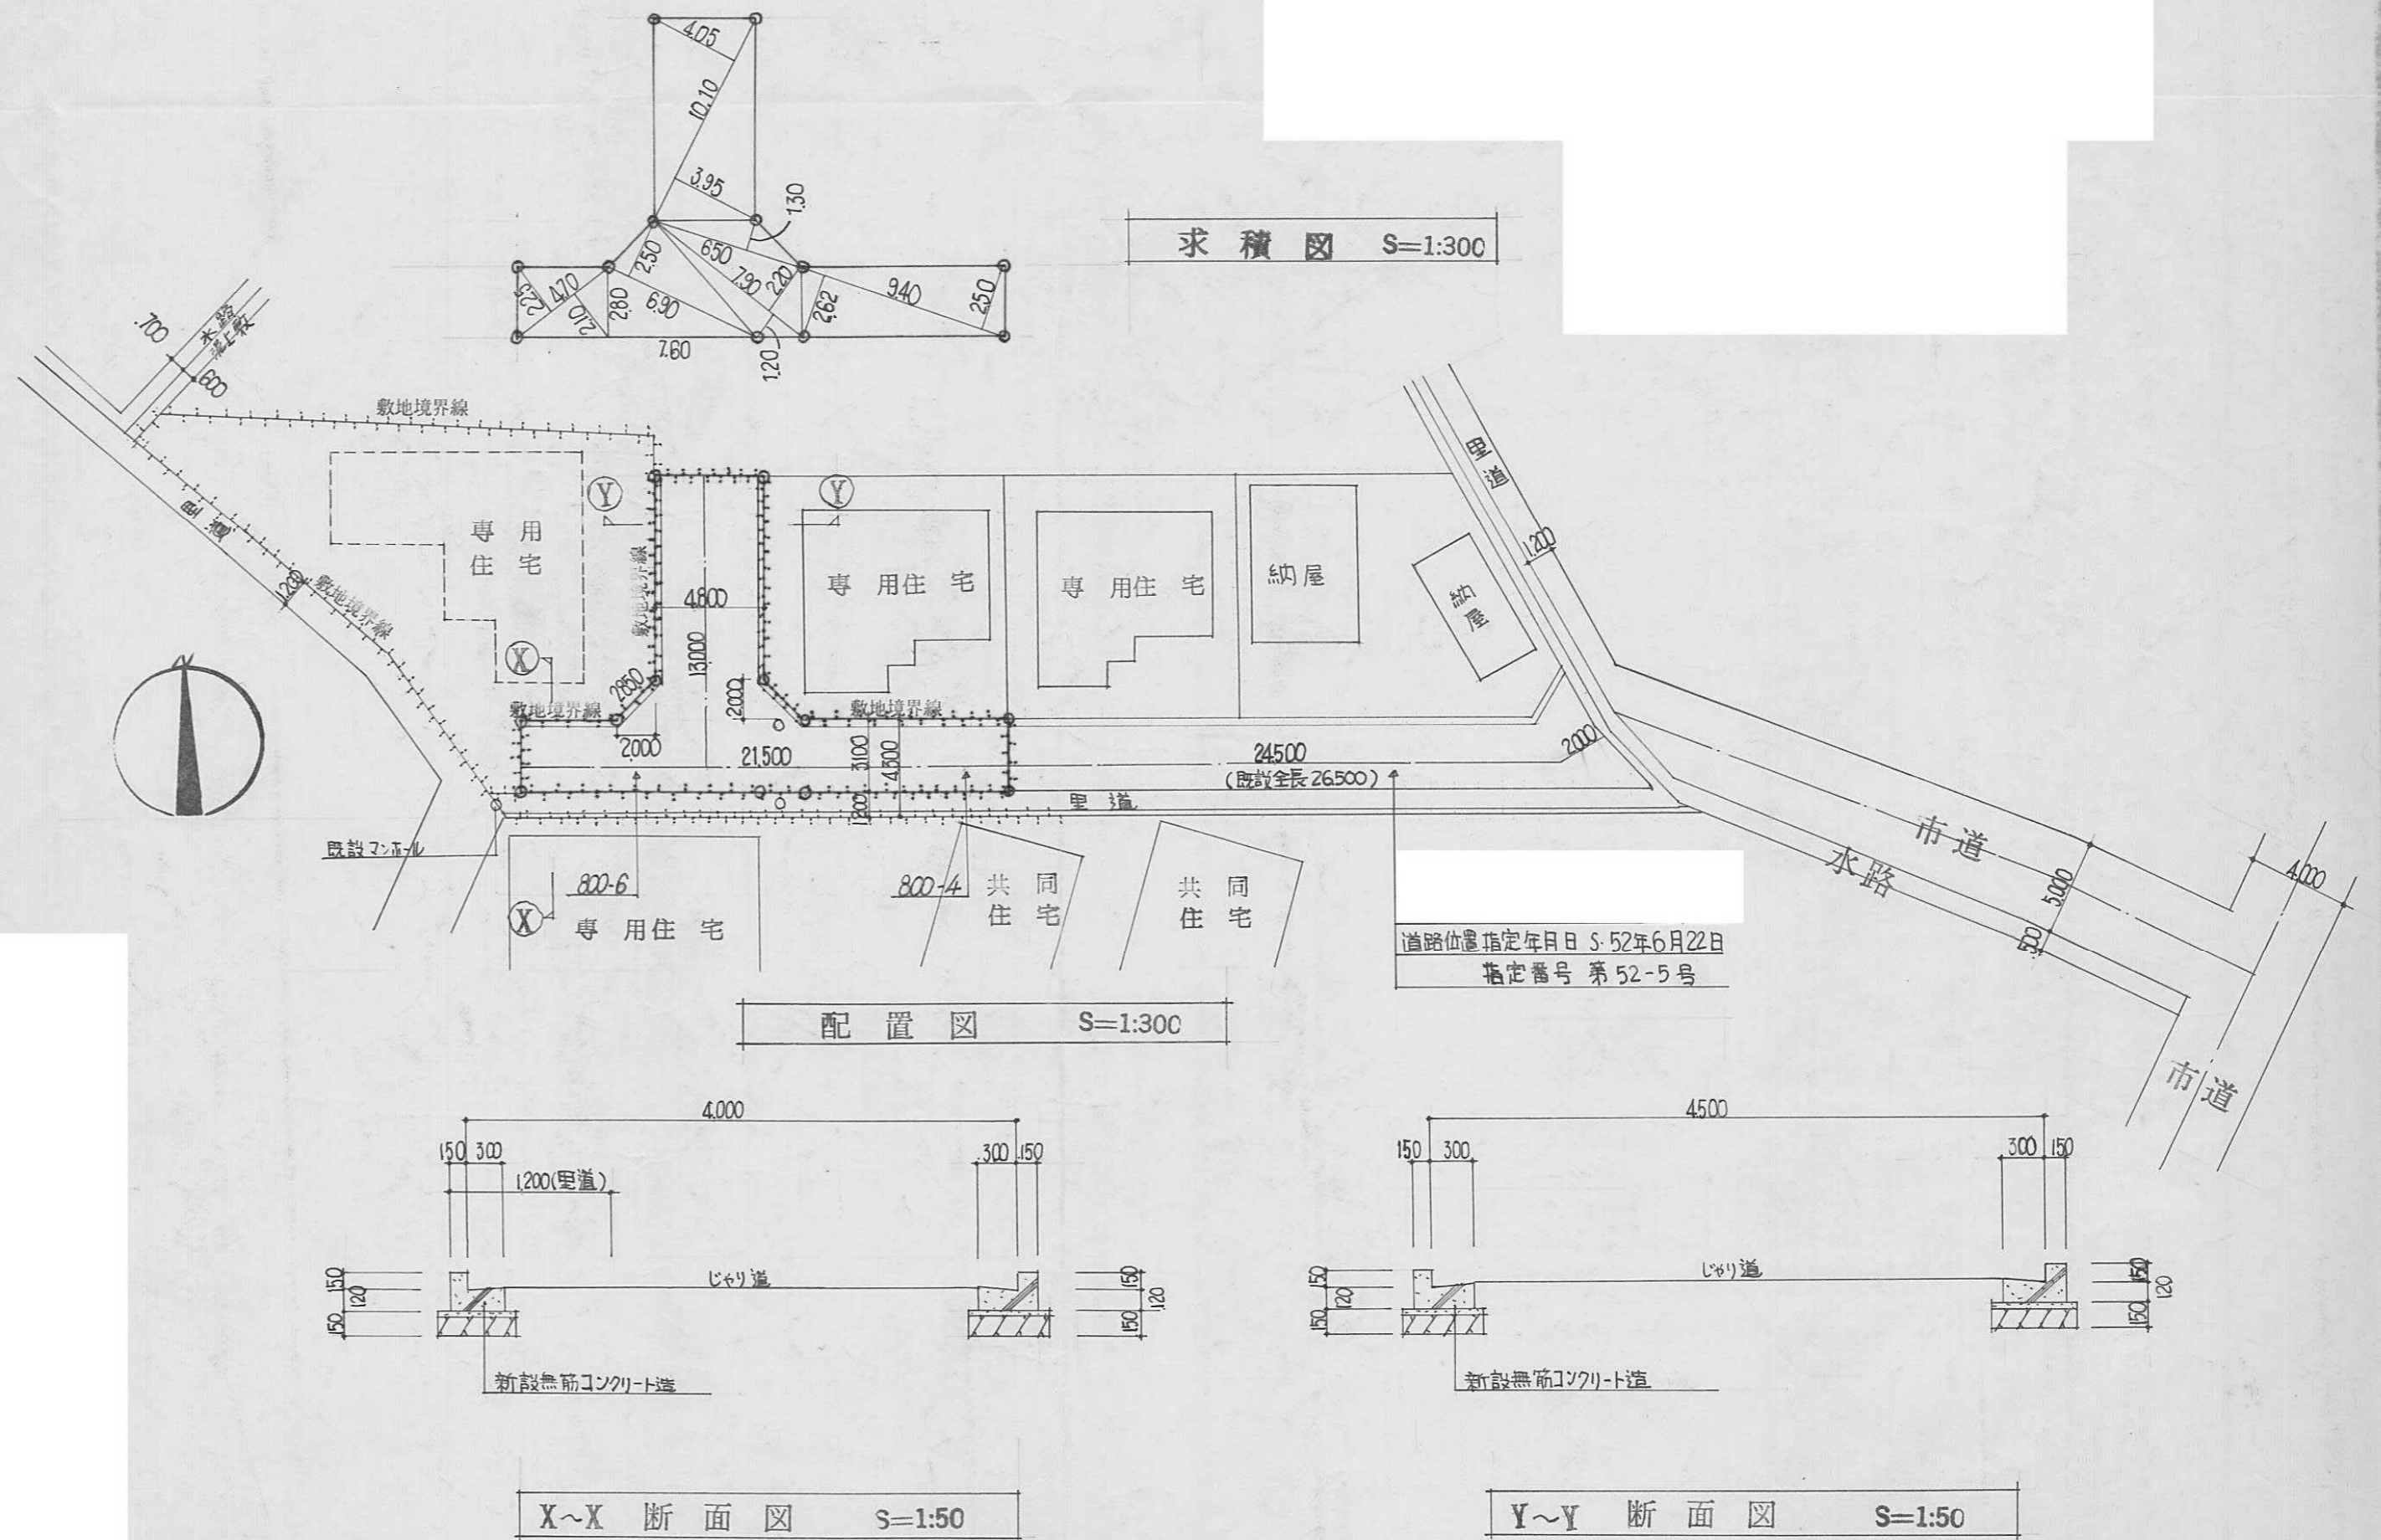 4.05
10.10
3.95
1.30
求積図 S=1:300
2.50
6.50
7.90
2.20
2.25
4.70
2.10
2.80
6.90
2.62
9.40
2.50
7.60
1.20
.700
水路
.600
敷地境界線
里道
1,200
敷地境界線
専用
住宅
Y
Y
敷地境界線
4.800
13.000
専用住宅
専用住宅
納屋
納屋
里道
1,200
X
2.850
2.000
敷地境界線
敷地境界線
2.000
21,500
3.100
4.300
1.200
24.500
(既設全長 26.500)
2.000
里道
既設マンホール
800-6
800-4
X
専用住宅
共同
住宅
共同
住宅
市道
水路
5.000
.500
4.000
市道
道路位置指定年月日 S.52年6月22日
指定番号 第52-5号
配置図 S=1:300
4.000
150 300
.300 .150
1,200(里道)
じゃり道
150
120
150
150
120
150
新設無筋コンクリート造
X~X 断面図 S=1:50
4.500
150 300
300 150
じゃり道
150
120
150
150
120
150
新設無筋コンクリート造
Y~Y 断面図 S=1:50